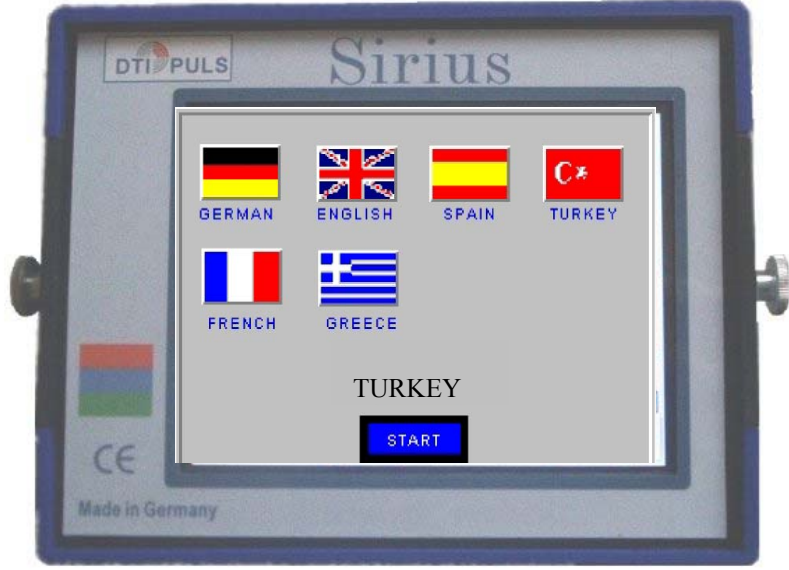 DTI PULS
Sirius
GERMAN ENGLISH SPAIN TURKEY
FRENCH GREECE
TURKEY
START
CE
Made in Germany